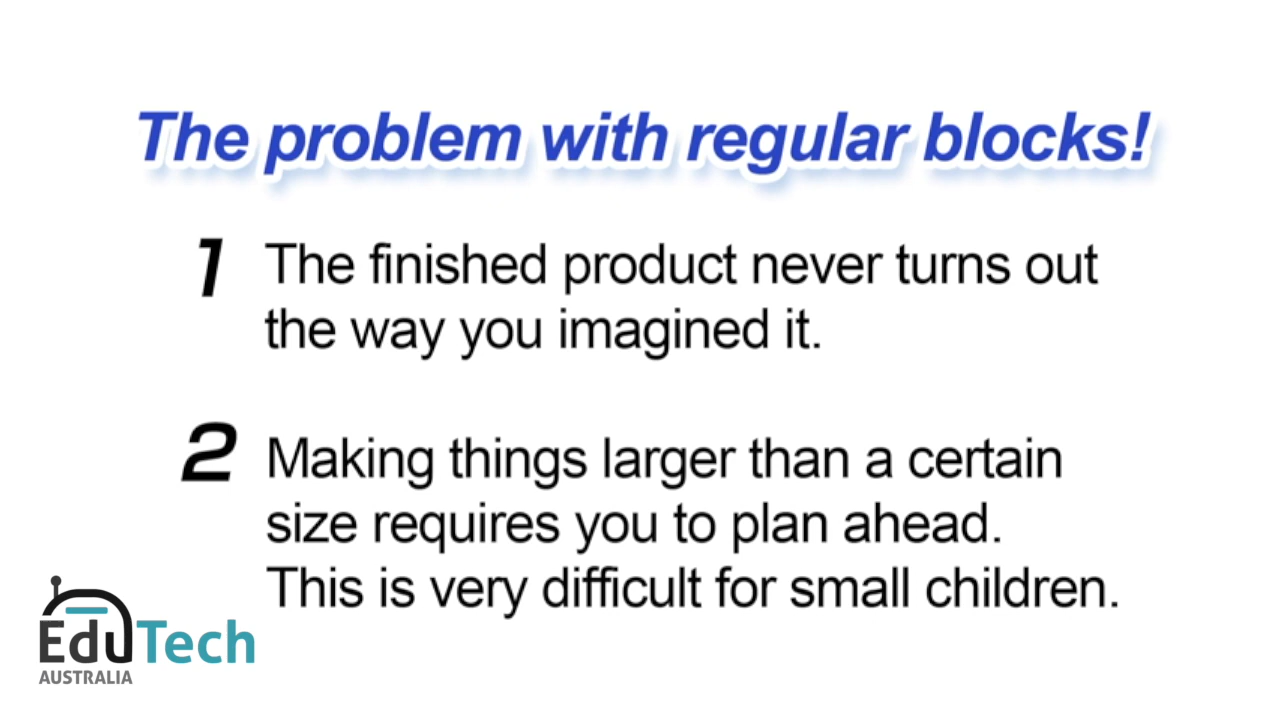 The problem with regular blocks!
1 The finished product never turns out
the way you imagined it.
2 Making things larger than a certain
size requires you to plan ahead.
This is very difficult for small children.
EduTech
AUSTRALIA